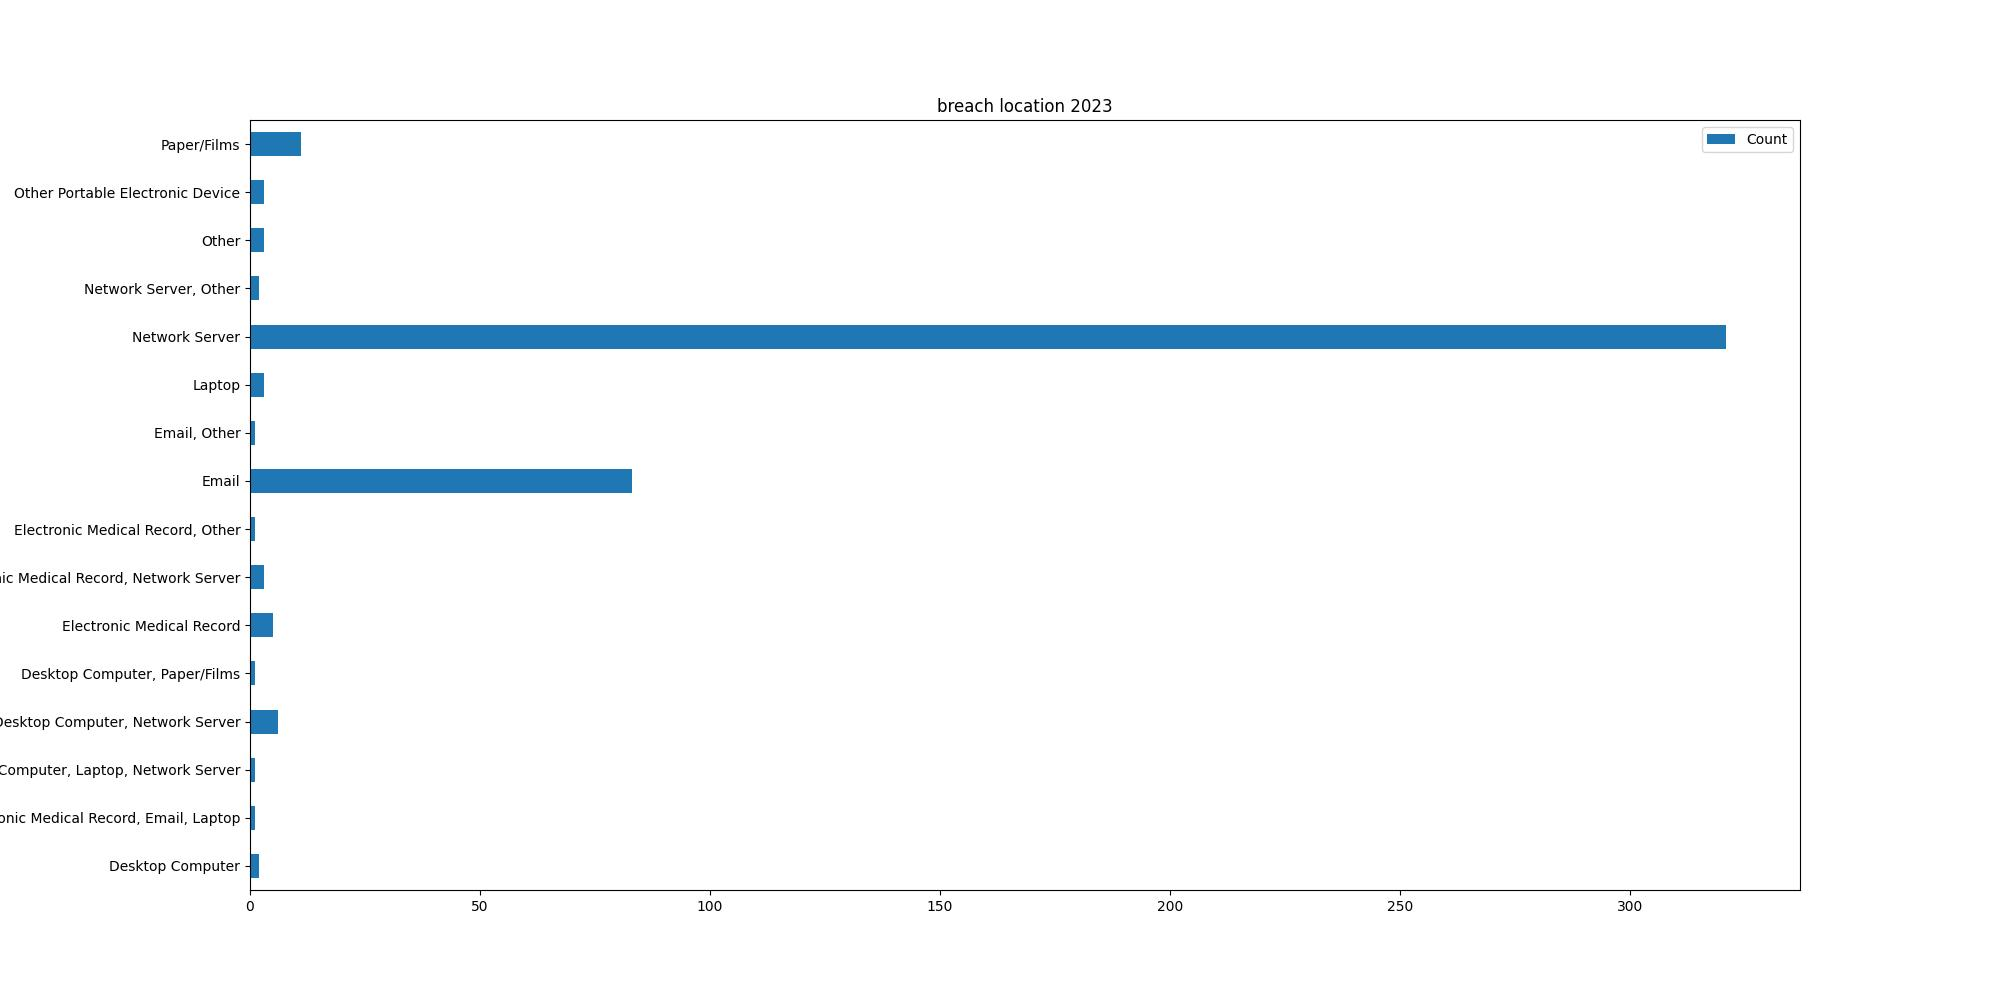 breach location 2023
Count
Paper/Films
Other Portable Electronic Device
Other
Network Server, Other
Network Server
Laptop
Email, Other
Email
Electronic Medical Record, Other
Medical Record, Network Server
Electronic Medical Record
Desktop Computer, Paper/Films
Desktop Computer, Network Server
Computer, Laptop, Network Server
Medical Record, Email, Laptop
Desktop Computer
0 50 100 150 200 250 300